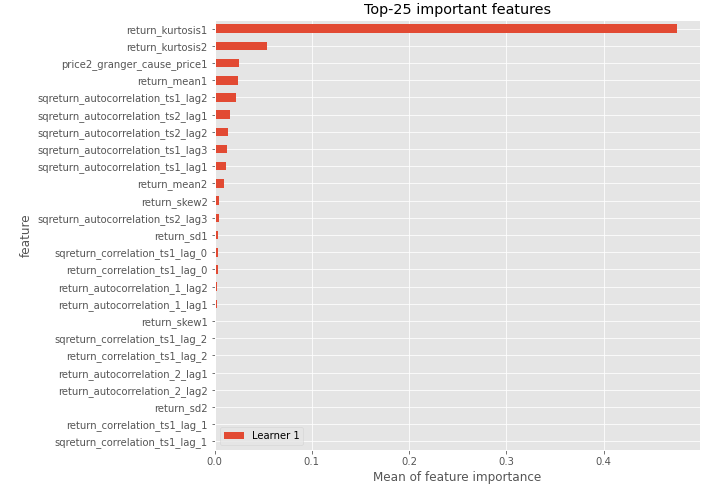 Top-25 important features
return_kurtosis1
return_kurtosis2
price2_granger_cause_price1
return_mean1
sqreturn_autocorrelation_ts1_lag2
sqreturn_autocorrelation_ts2_lag1
sqreturn_autocorrelation_ts2_lag2
sqreturn_autocorrelation_ts1_lag3
sqreturn_autocorrelation_ts1_lag1
return_mean2
return_skew2
sqreturn_autocorrelation_ts2_lag3
return_sd1
sqreturn_correlation_ts1_lag_0
return_correlation_ts1_lag_0
return_autocorrelation_1_lag2
return_autocorrelation_1_lag1
return_skew1
sqreturn_correlation_ts1_lag_2
return_correlation_ts1_lag_2
return_autocorrelation_2_lag1
return_autocorrelation_2_lag2
return_sd2
return_correlation_ts1_lag_1
sqreturn_correlation_ts1_lag_1
feature
Learner 1
0.0 0.1 0.2 0.3 0.4
Mean of feature importance